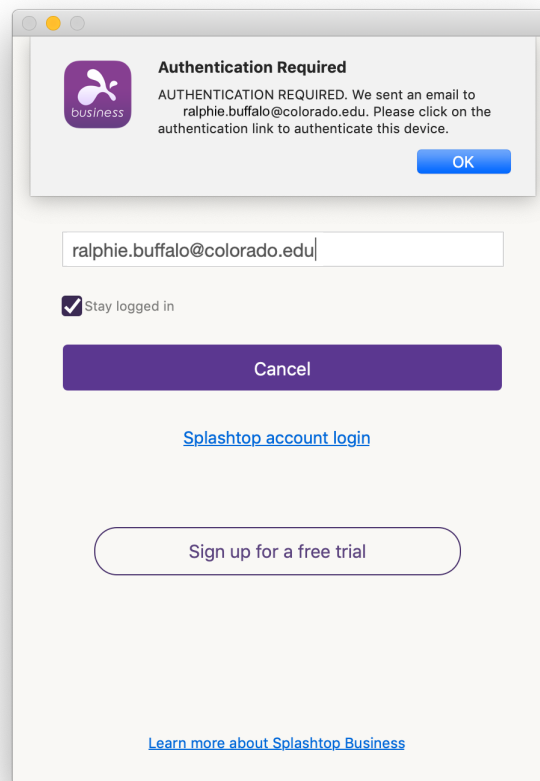 Authentication Required
AUTHENTICATION REQUIRED. We sent an email to
ralphie.buffalo@colorado.edu. Please click on the
authentication link to authenticate this device.
business
OK
ralphie.buffalo@colorado.edu
Stay logged in
Cancel
Splashtop account login
Sign up for a free trial
Learn more about Splashtop Business